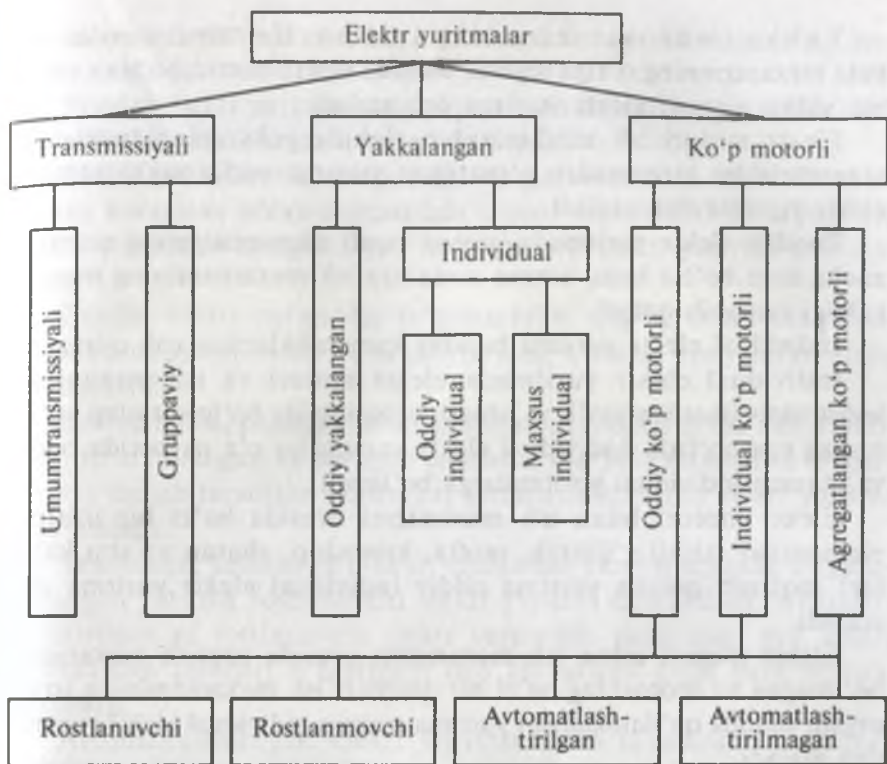 Elektr yuritmalar
Transmissiyali
Yakkalangan
Ko‘p motorli
Individual
Umumtransmissiyali
Gruppaviy
Oddiy yakkalangan
Oddiy
Individual
Maxsus
Individual
Oddiy ko‘p motorli
Individual ko‘p motorli
Agregatlangan ko‘p motorli
Rostlanuvchi
Rostlanmovchi
Avtomatlash-
tirilgan
Avtomatlash-
tirilmagan